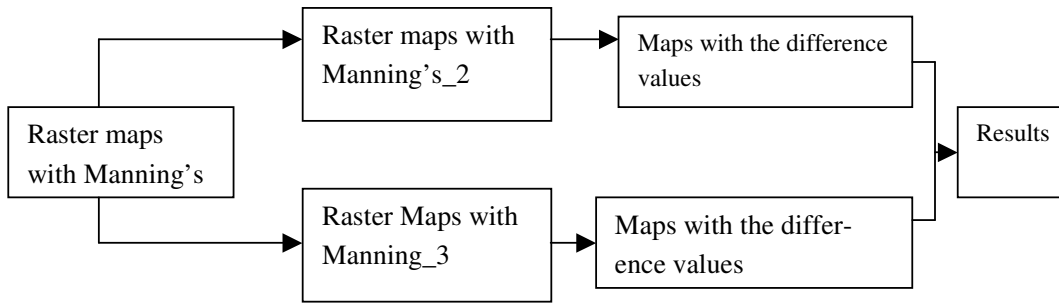 Raster maps
with Manning’s
Raster maps with
Manning’s_2
Maps with the difference
values
Raster Maps with
Manning_3
Maps with the differ-
ence values
Results